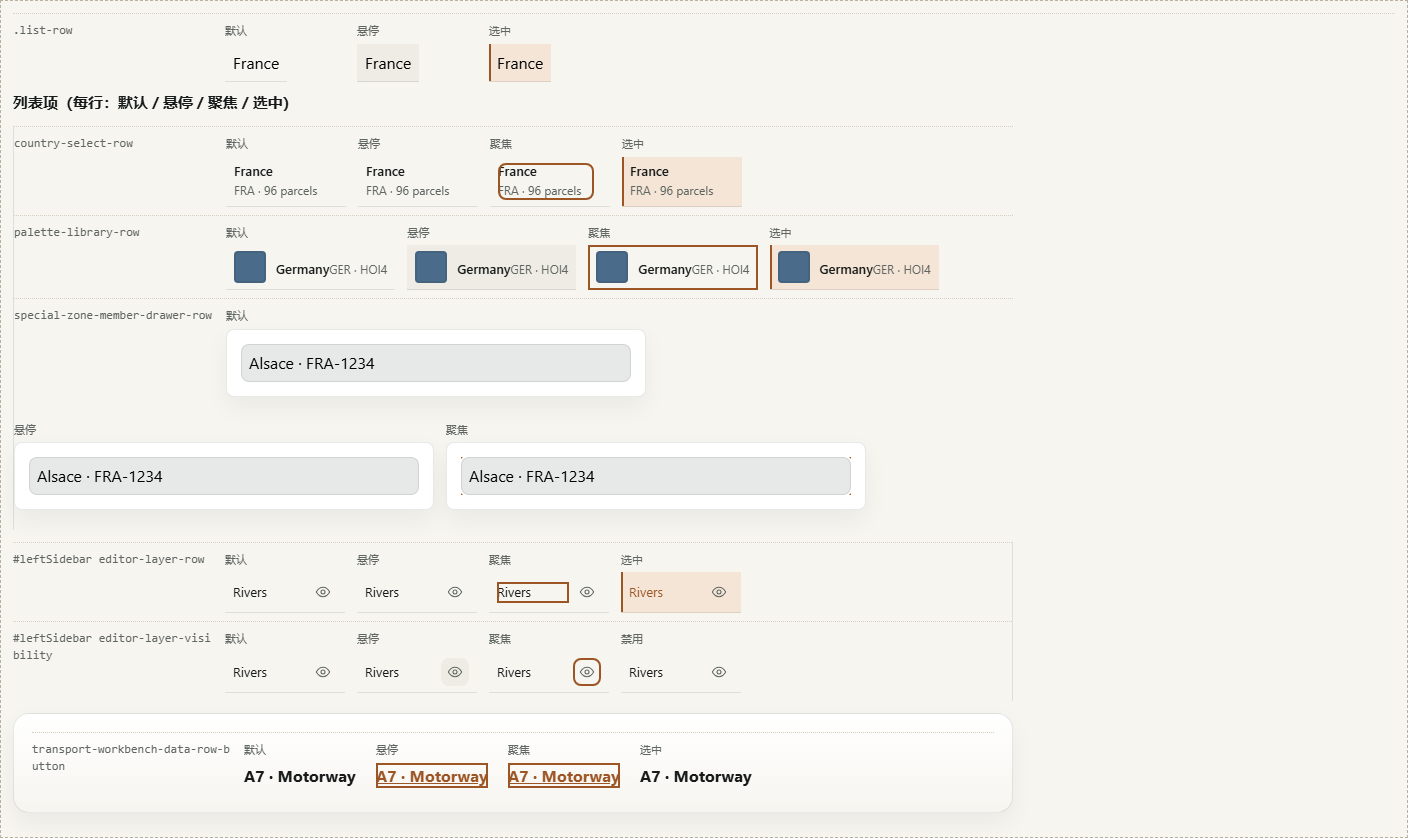 .list-row 默认 悬停 选中
France France France
列表项（每行：默认 / 悬停 / 聚焦 / 选中）
country-select-row 默认 悬停 聚焦 选中
France France France France
FRA · 96 parcels FRA · 96 parcels FRA · 96 parcels FRA · 96 parcels
palette-library-row 默认 悬停 聚焦 选中
GermanyGER · HOI4 GermanyGER · HOI4 GermanyGER · HOI4 GermanyGER · HOI4
special-zone-member-drawer-row 默认
Alsace · FRA-1234
悬停 聚焦
Alsace · FRA-1234 Alsace · FRA-1234
#leftSidebar editor-layer-row 默认 悬停 聚焦 选中
Rivers Rivers Rivers Rivers
#leftSidebar editor-layer-visi 默认 悬停 聚焦 禁用
bility
Rivers Rivers Rivers Rivers
transport-workbench-data-row-b 默认 悬停 聚焦 选中
utton
A7 · Motorway A7 · Motorway A7 · Motorway A7 · Motorway